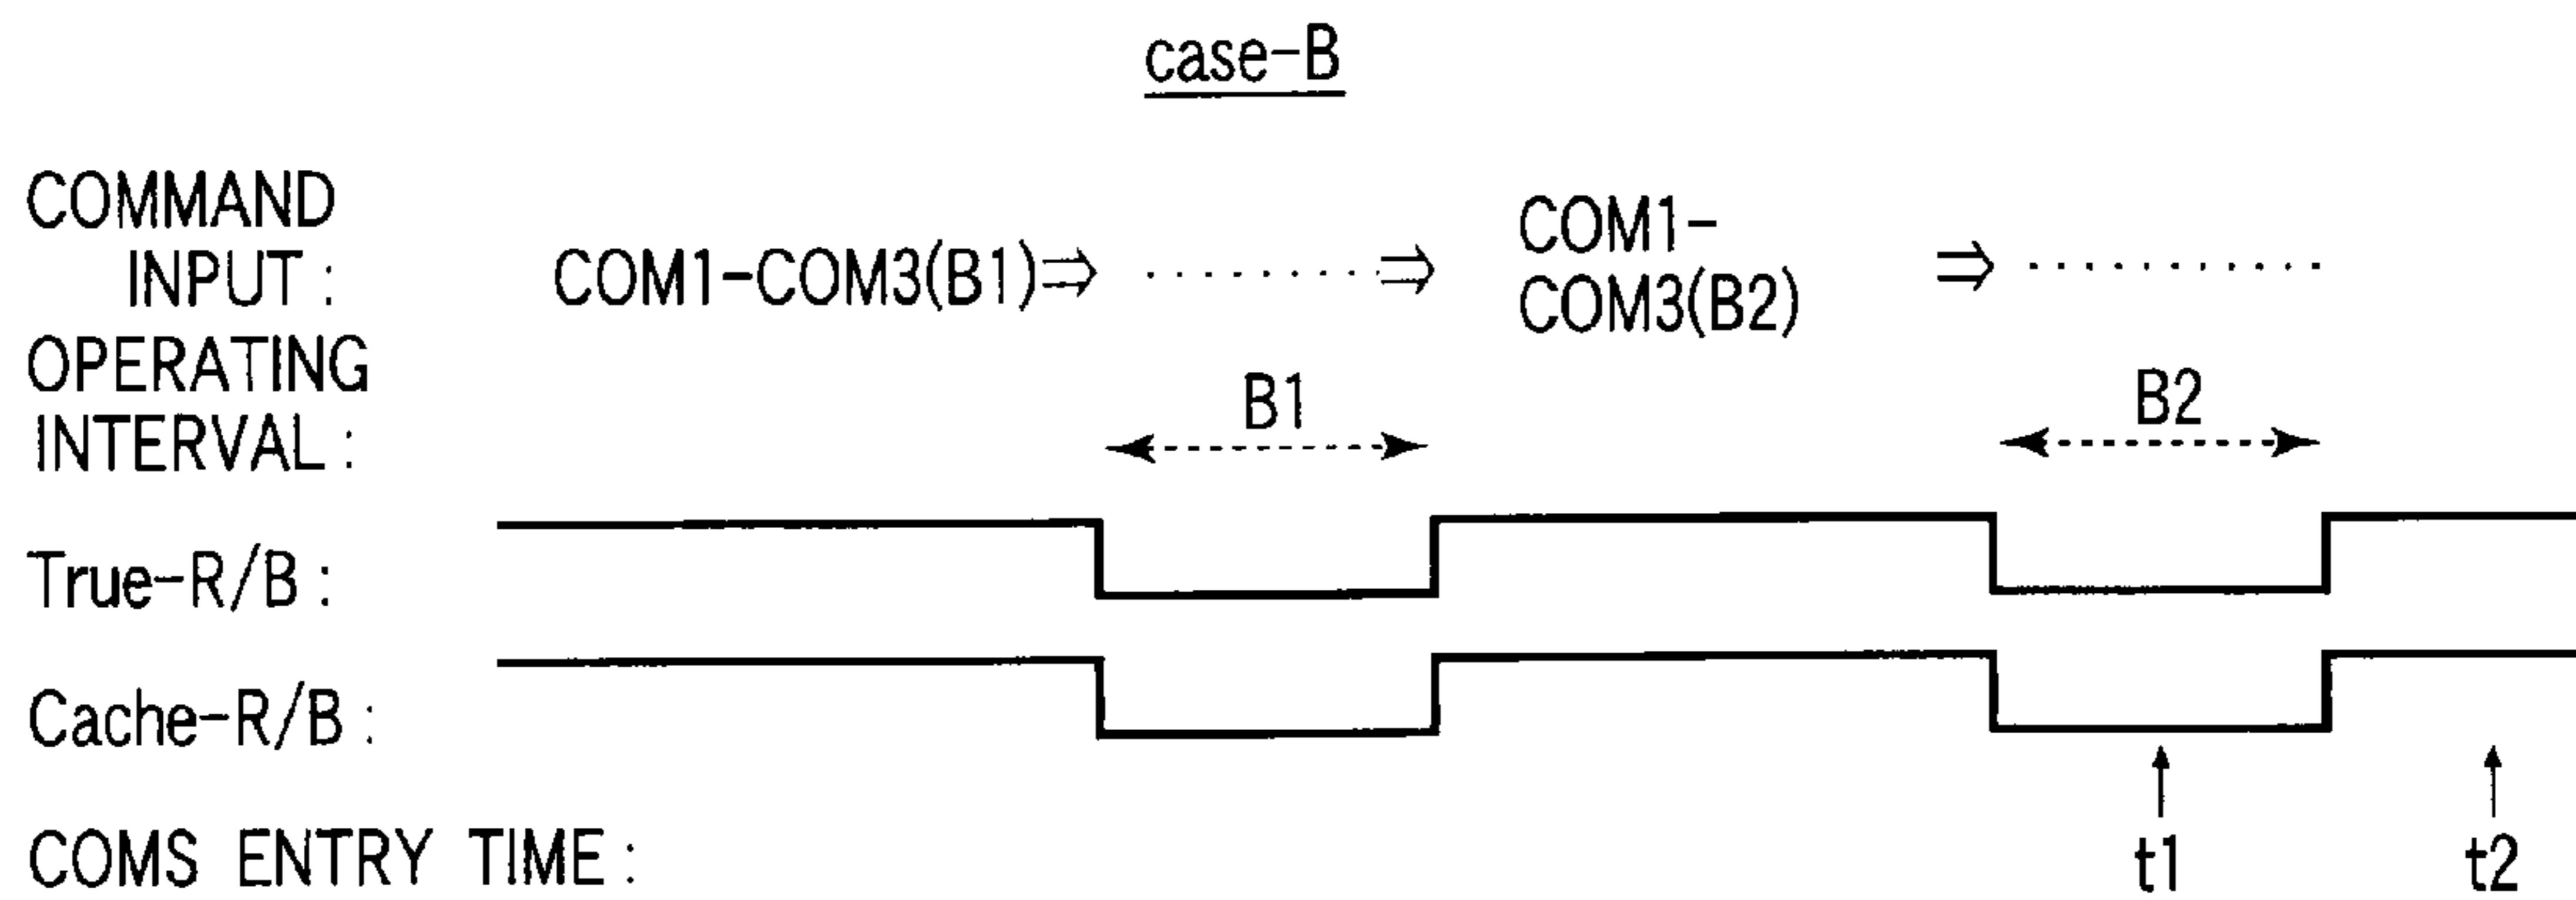 case-B
COMMAND
INPUT :
COM1-COM3(B1)⇒ ········⇒
COM1-
COM3(B2)
⇒ ···········
OPERATING
INTERVAL :
B1
B2
True-R/B :
Cache-R/B :
COMS ENTRY TIME :
t1
t2